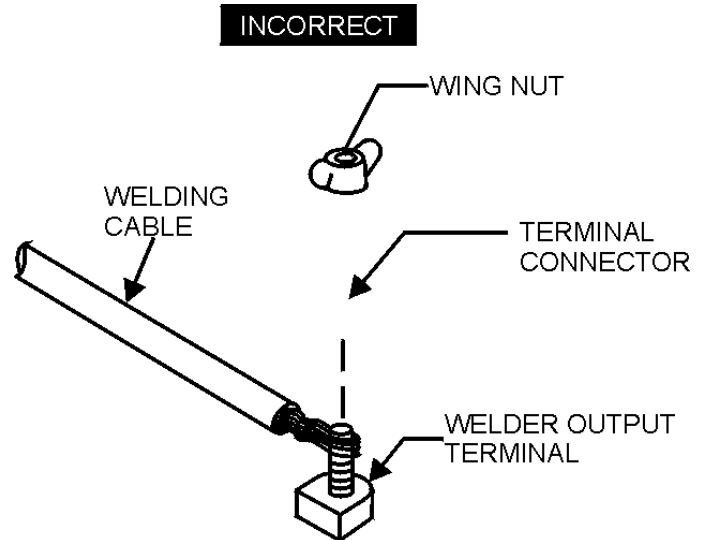 INCORRECT
WING NUT
WELDING
CABLE
TERMINAL
CONNECTOR
WELDER OUTPUT
TERMINAL